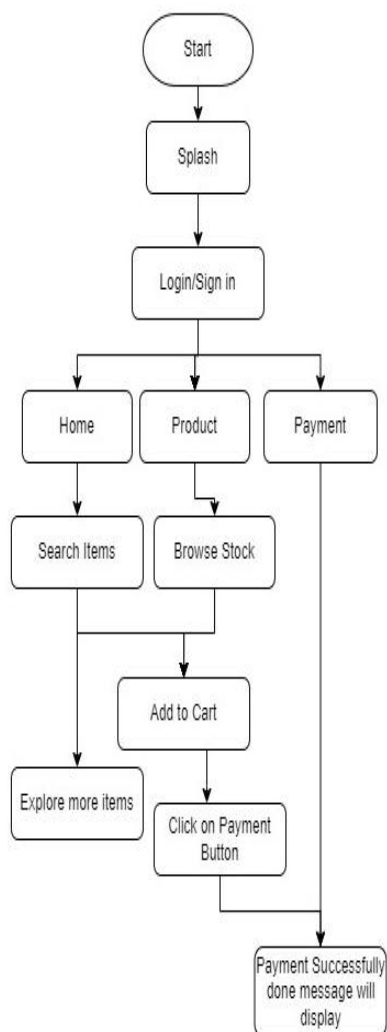 Start
Splash
Login/Sign in
Home
Product
Payment
Search Items
Browse Stock
Add to Cart
Explore more items
Click on Payment
Button
Payment Successfully
done message will
display